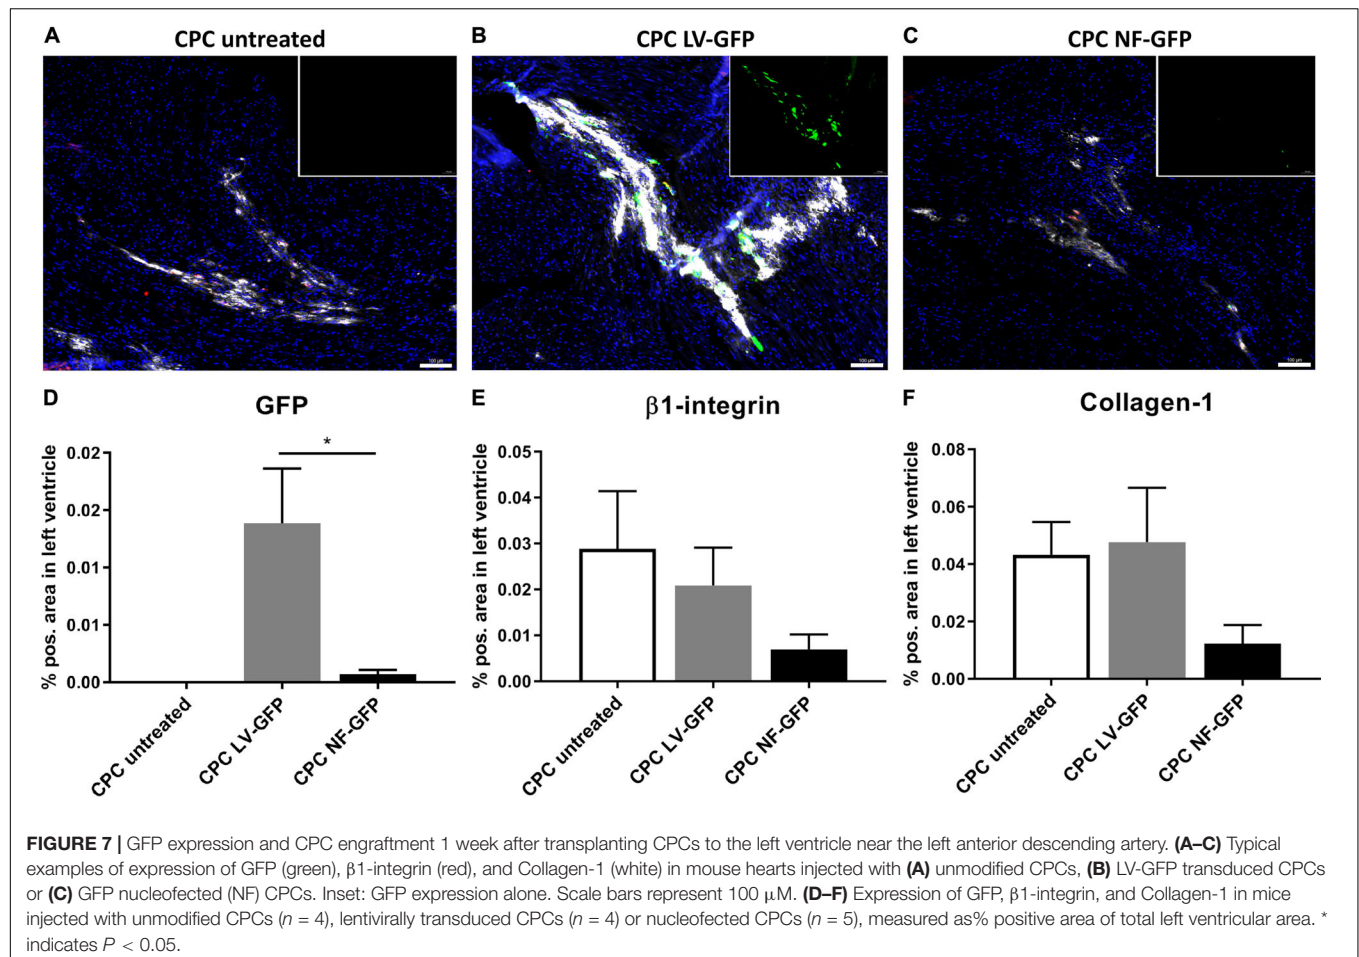 A
CPC untreated
B
CPC LV-GFP
C
CPC NF-GFP
100 µm
100 µm
100 µm
D
GFP
*
% pos. area in left ventricle
0.02
0.02
0.01
0.01
0.00
CPC untreated
CPC LV-GFP
CPC NF-GFP
E
β1-integrin
% pos. area in left ventricle
0.05
0.04
0.03
0.02
0.01
0.00
CPC untreated
CPC LV-GFP
CPC NF-GFP
F
Collagen-1
% pos. area in left ventricle
0.08
0.06
0.04
0.02
0.00
CPC untreated
CPC LV-GFP
CPC NF-GFP
FIGURE 7 | GFP expression and CPC engraftment 1 week after transplanting CPCs to the left ventricle near the left anterior descending artery. (A–C) Typical
examples of expression of GFP (green), β1-integrin (red), and Collagen-1 (white) in mouse hearts injected with (A) unmodified CPCs, (B) LV-GFP transduced CPCs
or (C) GFP nucleofected (NF) CPCs. Inset: GFP expression alone. Scale bars represent 100 µM. (D–F) Expression of GFP, β1-integrin, and Collagen-1 in mice
injected with unmodified CPCs (n = 4), lentivirally transduced CPCs (n = 4) or nucleofected CPCs (n = 5), measured as% positive area of total left ventricular area. *
indicates P < 0.05.